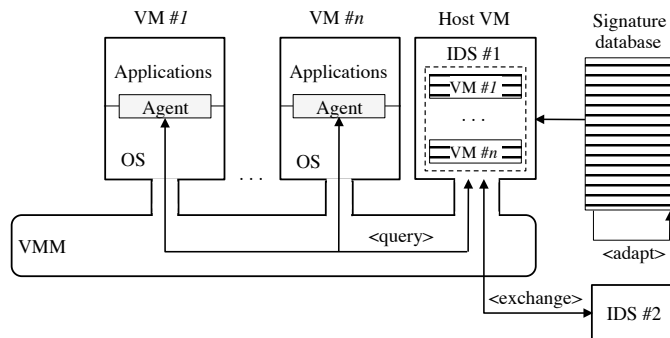 VM #1
VM #n
Host VM
Signature
database
IDS #1
Applications
Applications
VM #1
Agent
Agent
. . .
VM #n
OS
OS
. . .
<query>
VMM
<adapt>
<exchange>
IDS #2